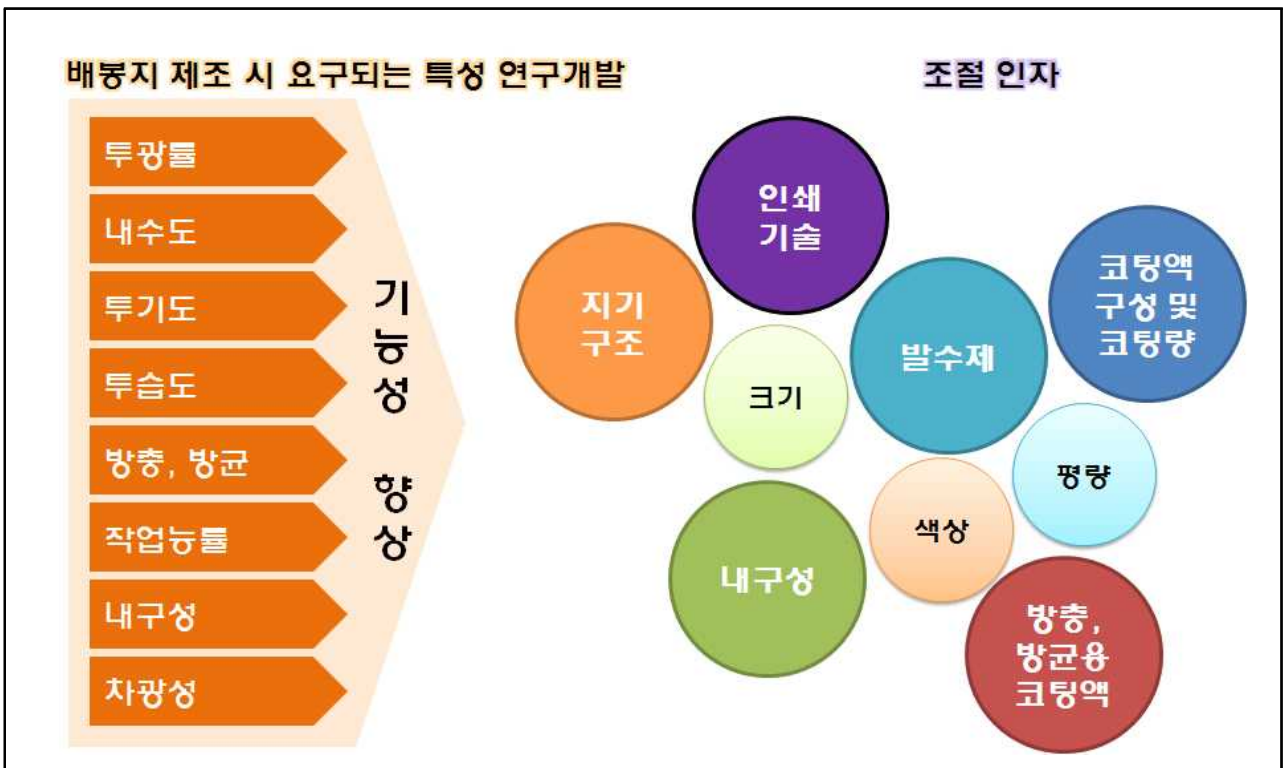 배봉지 제조 시 요구되는 특성 연구개발
투광률
내수도
투기도
투습도
방충, 방균
작업능률
내구성
차광성
기능성 향상
조절 인자
인쇄
기술
지기
구조
크기
발수제
코팅액
구성 및
코팅량
평량
색상
내구성
방충,
방균용
코팅액